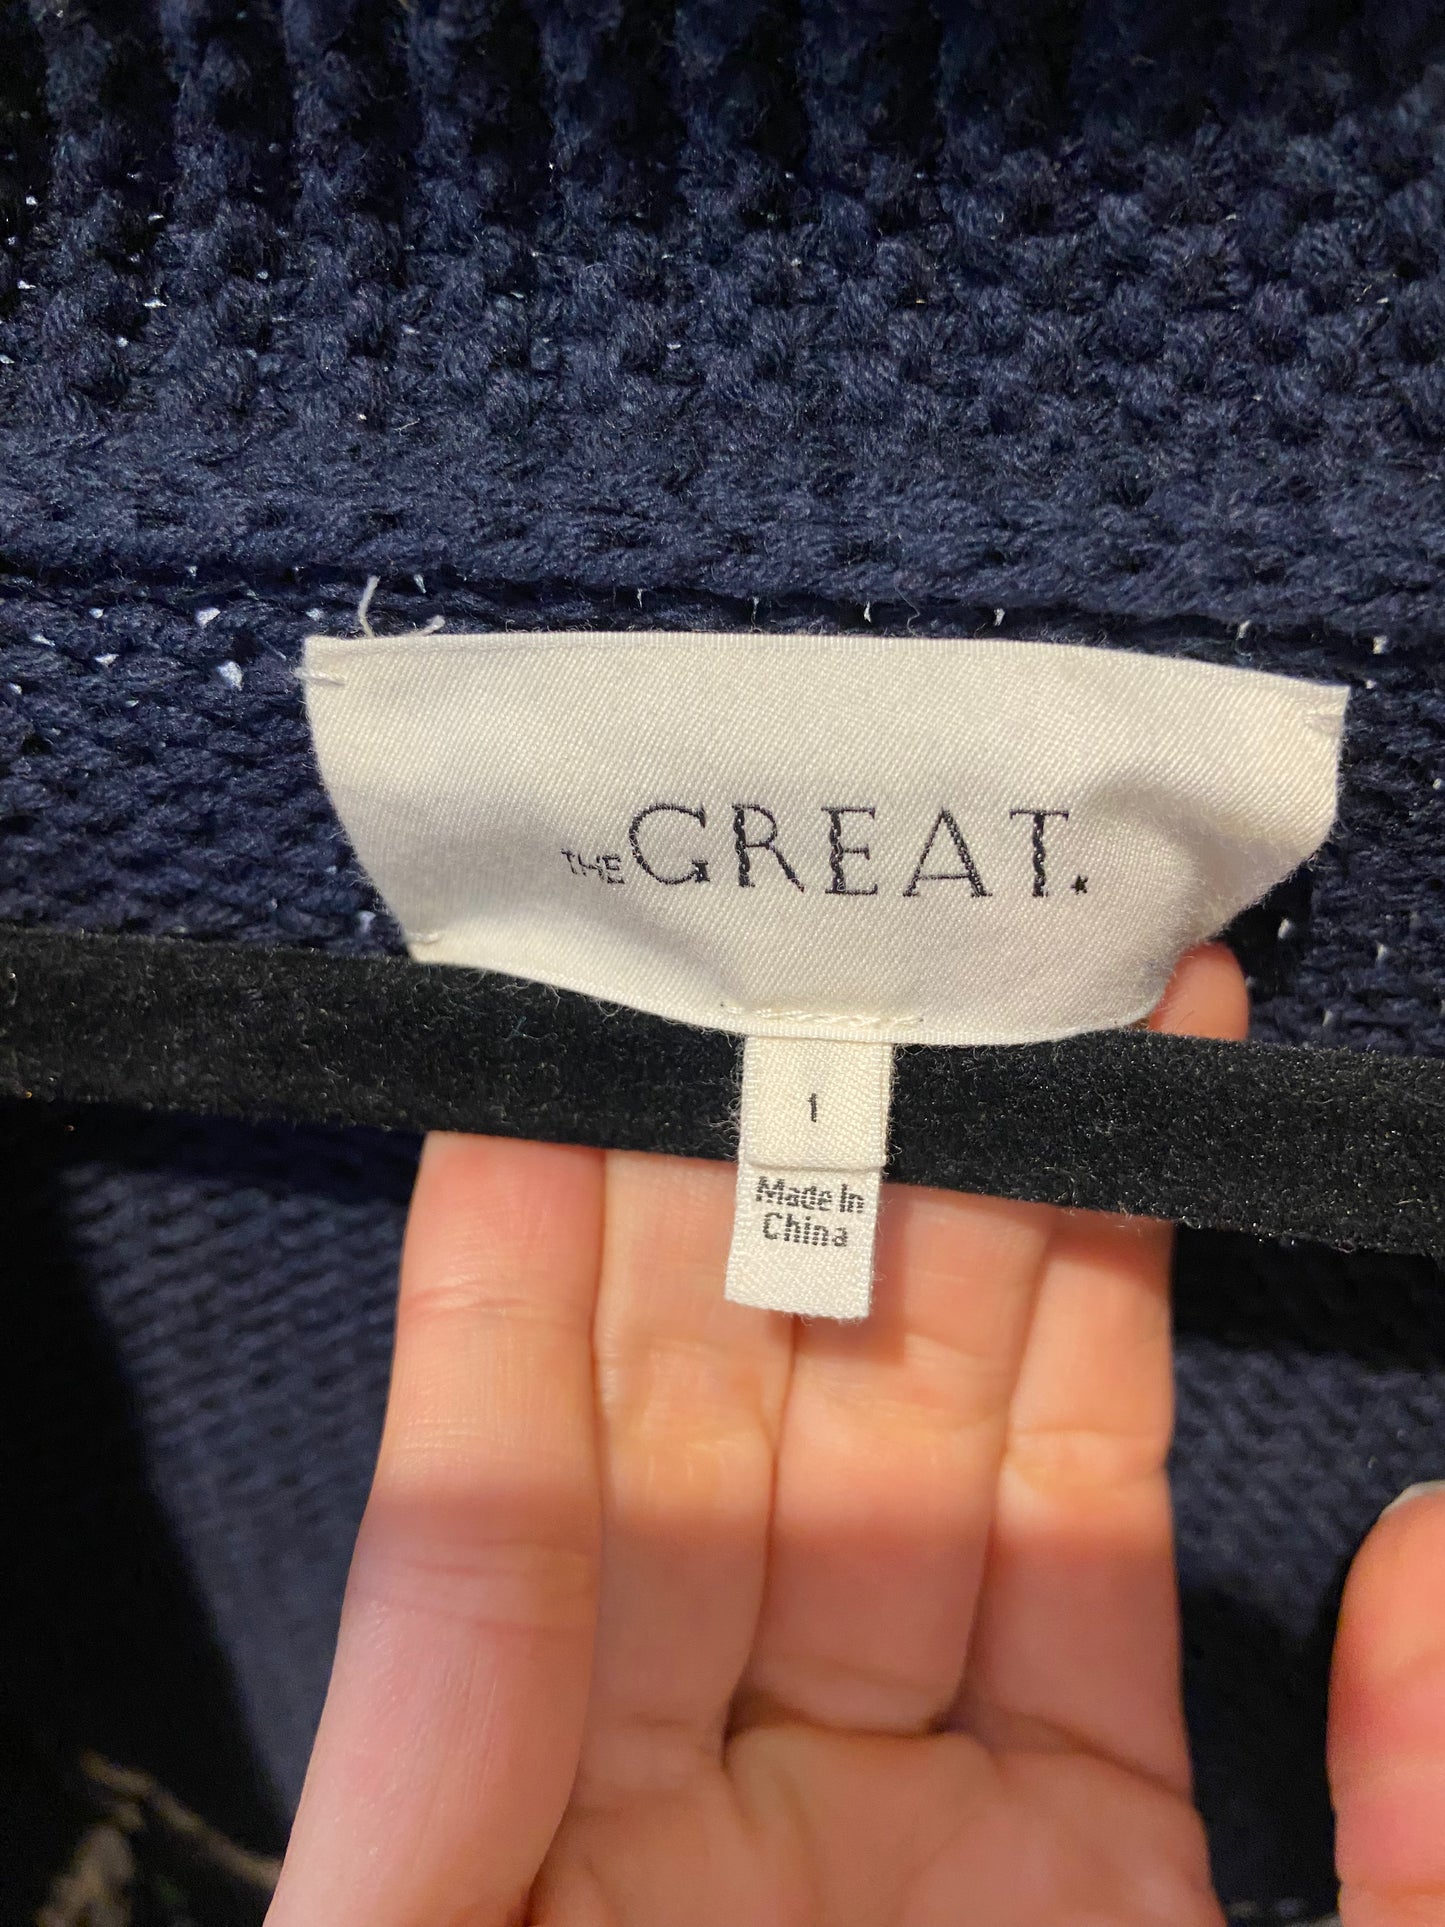 THE GREAT.
1
Made in
China